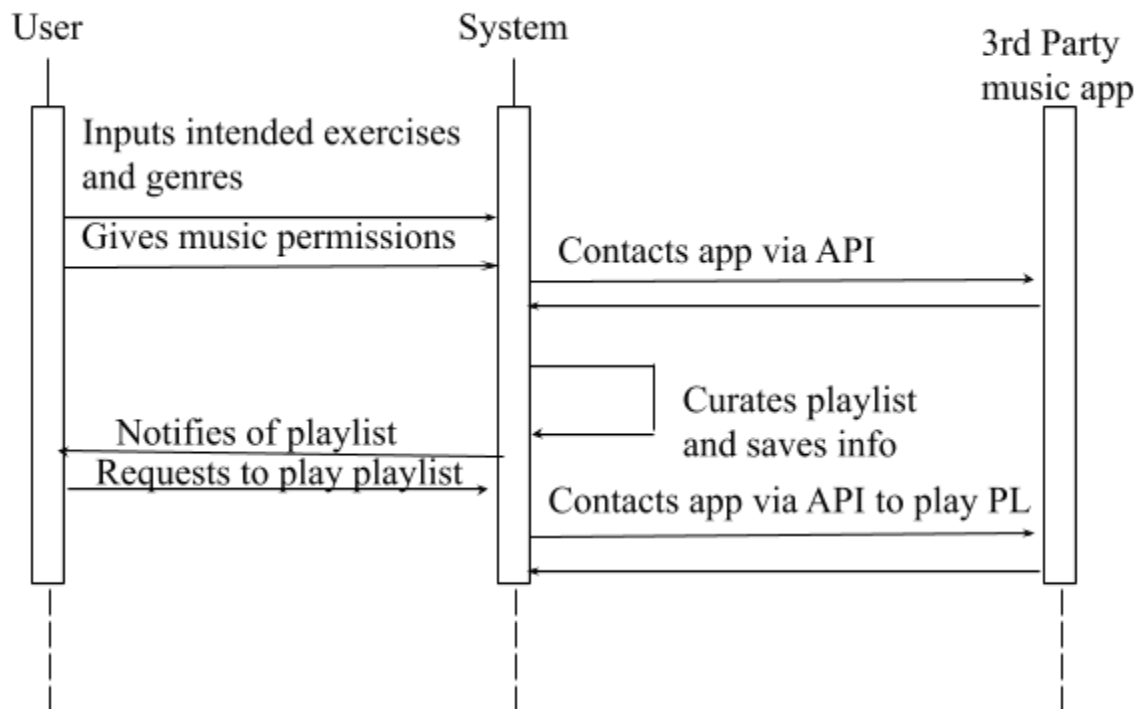 User
System
3rd Party
music app
Inputs intended exercises
and genres
Gives music permissions
Contacts app via API
Curates playlist
and saves info
Notifies of playlist
Requests to play playlist
Contacts app via API to play PL